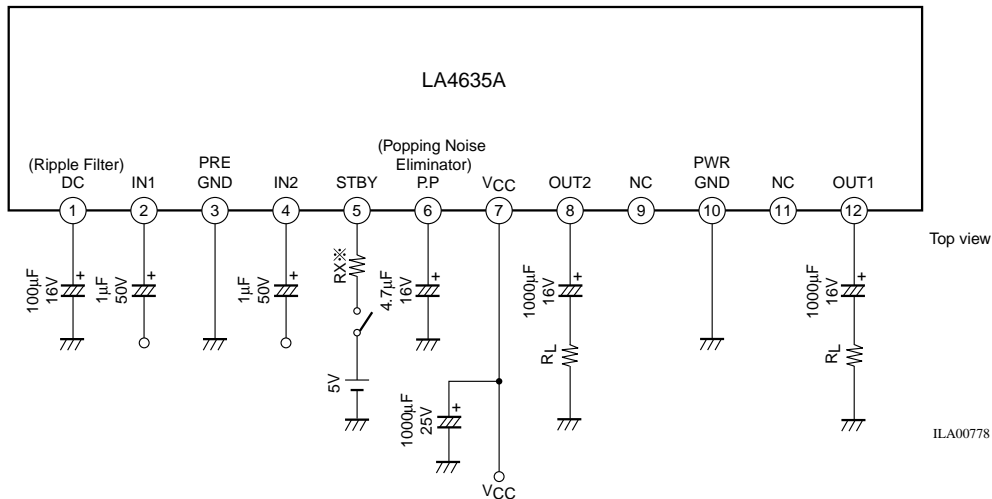 LA4635A
(Ripple Filter)
DC
IN1
PRE
GND
IN2
STBY
(Popping Noise
Eliminator)
P.P
VCC
OUT2
NC
PWR
GND
NC
OUT1
1
2
3
4
5
6
7
8
9
10
11
12
Top view
100μF
16V
+
1μF
50V
+
1μF
50V
+
RX※
4.7μF
16V
+
1000μF
16V
+
1000μF
16V
+
RL
RL
5V
1000μF
25V
+
VCC
ILA00778